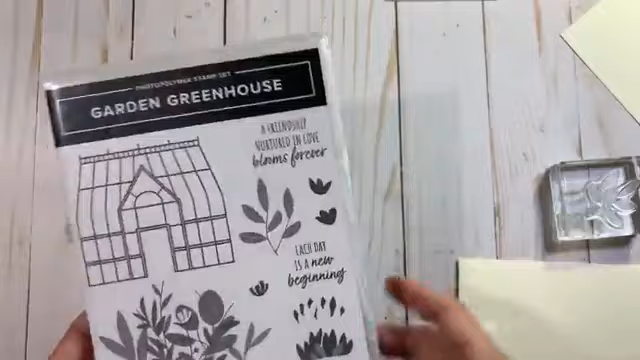 PHOTOPOLYMER STAMP SET
GARDEN GREENHOUSE
A FRIENDSHIP
NURTURED IN LOVE
blooms forever
EACH DAY
IS A new
beginning